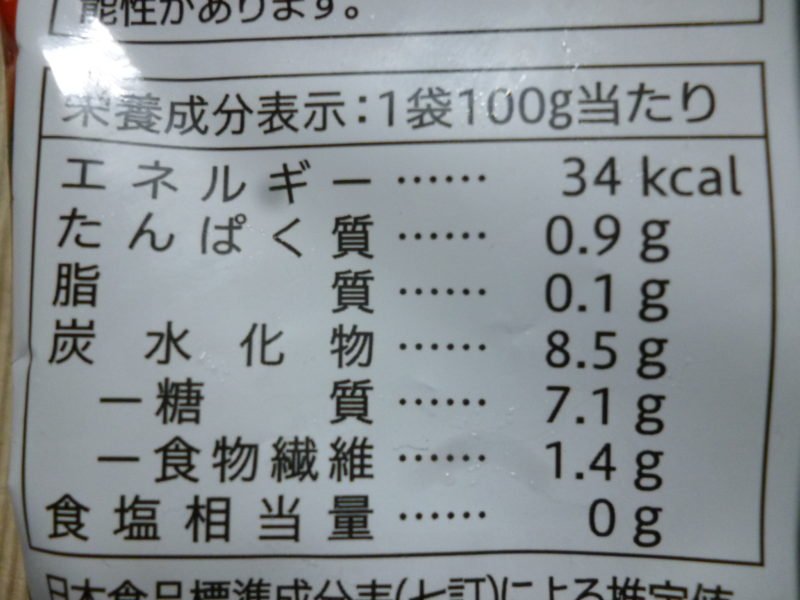 能性があります。
栄養成分表示:1袋100g当たり
エネルギー …… 34 kcal
たんぱく質 …… 0.9 g
脂質 …… 0.1 g
炭水化物 …… 8.5 g
ー糖質 …… 7.1 g
ー食物繊維 …… 1.4 g
食塩相当量 …… 0 g
日本食品標準成分表(七訂)による推定値